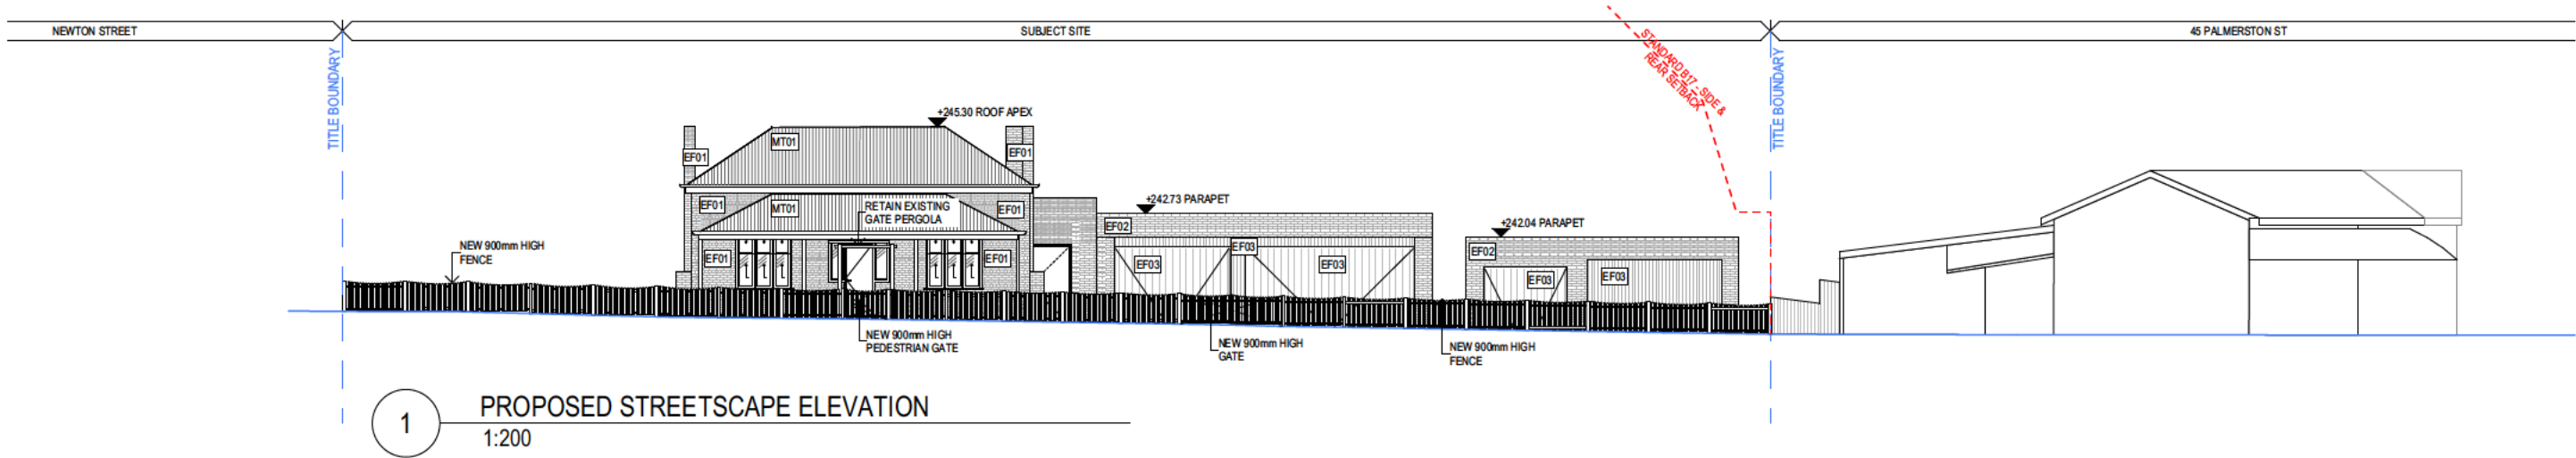 NEWTON STREET
SUBJECT SITE
45 PALMERSTON ST
TITLE BOUNDARY
STANDARD B17 - SIDE &
REAR SETBACK
TITLE BOUNDARY
+245.30 ROOF APEX
MT01
EF01
EF01
+242.73 PARAPET
EF01
MT01
RETAIN EXISTING
GATE PERGOLA
EF01
EF02
+242.04 PARAPET
NEW 900mm HIGH
FENCE
EF01
EF01
EF03
EF03
EF03
EF02
EF03
EF03
NEW 900mm HIGH
PEDESTRIAN GATE
NEW 900mm HIGH
GATE
NEW 900mm HIGH
FENCE
1
PROPOSED STREETSCAPE ELEVATION
1:200